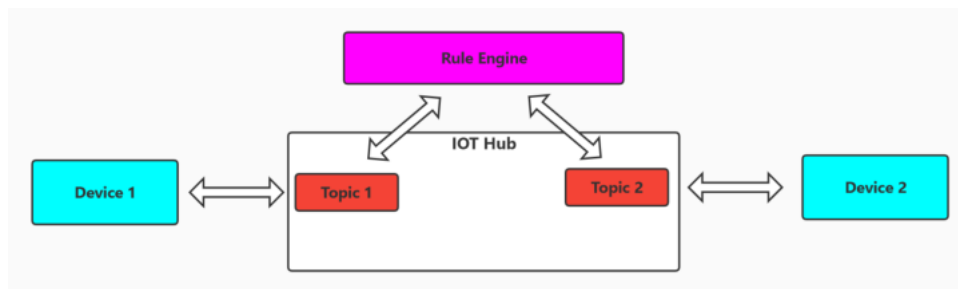 Rule Engine
IOT Hub
Device 1
Topic 1
Topic 2
Device 2